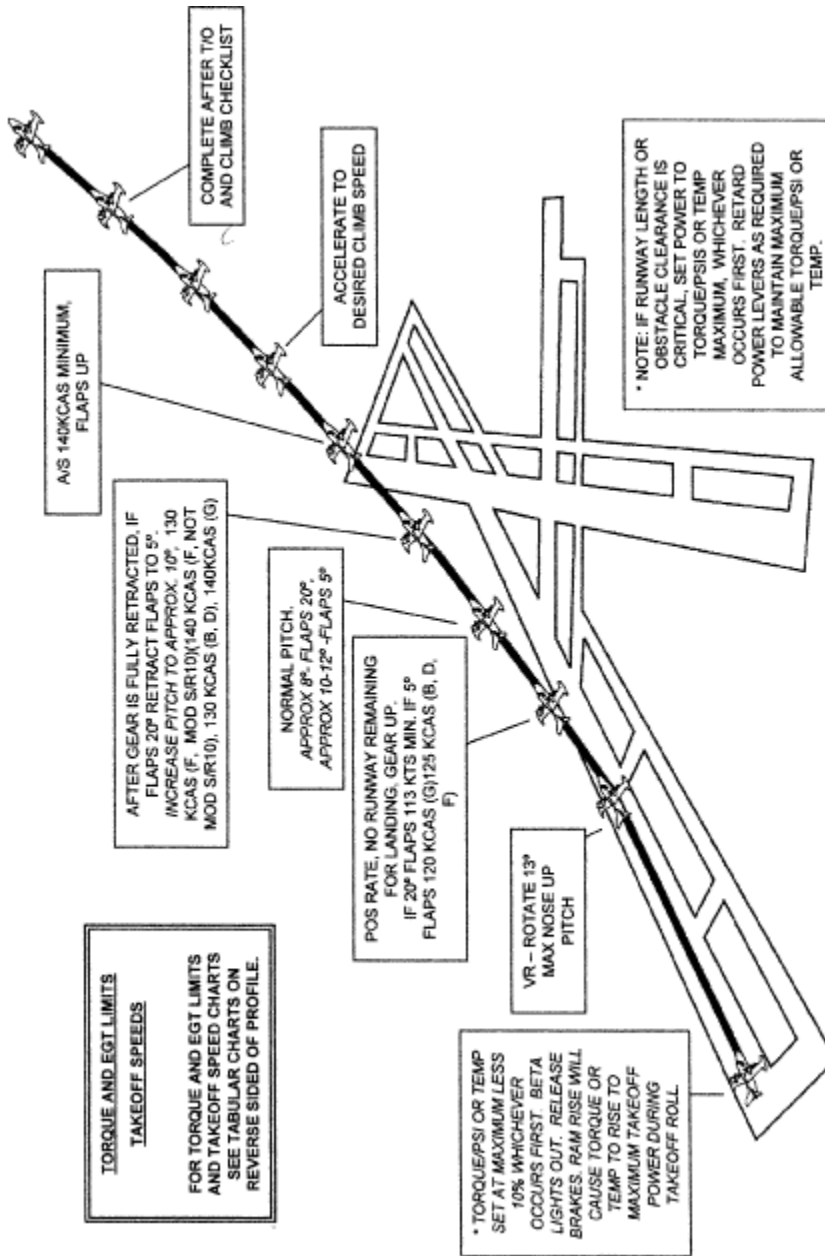 TORQUE AND EGT LIMITS
TAKEOFF SPEEDS
FOR TORQUE AND EGT LIMITS
AND TAKEOFF SPEED CHARTS
SEE TABULAR CHARTS ON
REVERSE SIDED OF PROFILE.
* TORQUE/PSI OR TEMP
SET AT MAXIMUM LESS
10% WHICHEVER
OCCURS FIRST. BETA
LIGHTS OUT. RELEASE
BRAKES. RAM RISE WILL
CAUSE TORQUE OR
TEMP TO RISE TO
MAXIMUM TAKEOFF
POWER DURING
TAKEOFF ROLL.
VR – ROTATE 13º
MAX NOSE UP
PITCH
POS RATE, NO RUNWAY REMAINING
FOR LANDING, GEAR UP.
IF 20º FLAPS 113 KTS MIN. IF 5º
FLAPS 120 KCAS (G)125 KCAS (B, D,
F)
NORMAL PITCH.
APPROX 8º- FLAPS 20º,
APPROX 10-12º -FLAPS 5º
AFTER GEAR IS FULLY RETRACTED, IF
FLAPS 20º RETRACT FLAPS TO 5º.
INCREASE PITCH TO APPROX. 10º, 130
KCAS (F, MOD S/R10)(140 KCAS (F, NOT
MOD S/R10), 130 KCAS (B, D), 140KCAS (G)
A/S 140KCAS MINIMUM,
FLAPS UP
ACCELERATE TO
DESIRED CLIMB SPEED
COMPLETE AFTER T/O
AND CLIMB CHECKLIST
* NOTE: IF RUNWAY LENGTH OR
OBSTACLE CLEARANCE IS
CRITICAL, SET POWER TO
TORQUE/PSIS OR TEMP
MAXIMUM, WHICHEVER
OCCURS FIRST. RETARD
POWER LEVERS AS REQUIRED
TO MAINTAIN MAXIMUM
ALLOWABLE TORQUE/PSI OR
TEMP.